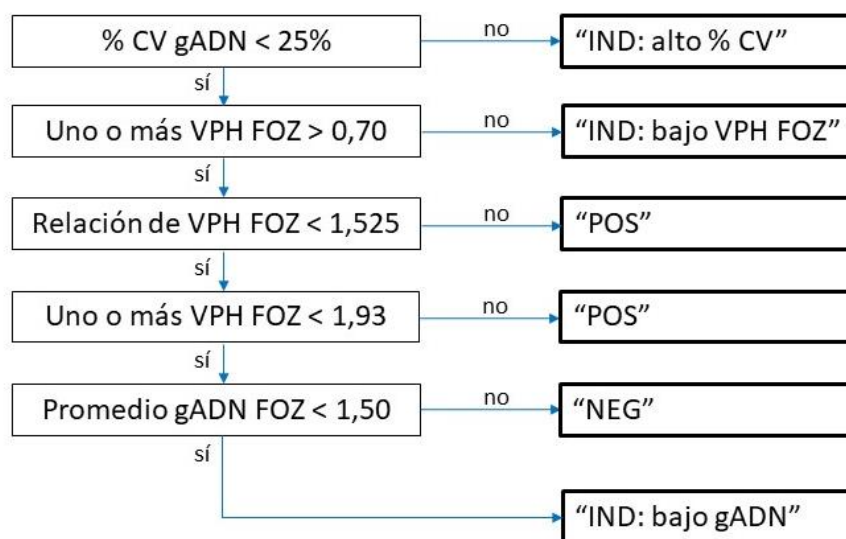 % CV gADN < 25%
no
“IND: alto % CV”
sí
Uno o más VPH FOZ > 0,70
no
“IND: bajo VPH FOZ”
sí
Relación de VPH FOZ < 1,525
no
“POS”
sí
Uno o más VPH FOZ < 1,93
no
“POS”
sí
Promedio gADN FOZ < 1,50
no
“NEG”
sí
“IND: bajo gADN”